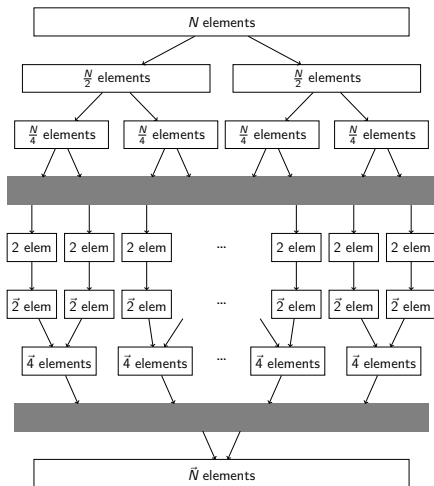 N elements
N/2 elements N/2 elements
N/4 elements N/4 elements N/4 elements N/4 elements
2 elem 2 elem 2 elem ... 2 elem 2 elem 2 elem
2⃗ elem 2⃗ elem 2⃗ elem ... 2⃗ elem 2⃗ elem 2⃗ elem
4⃗ elements 4⃗ elements ... 4⃗ elements 4⃗ elements
N⃗ elements